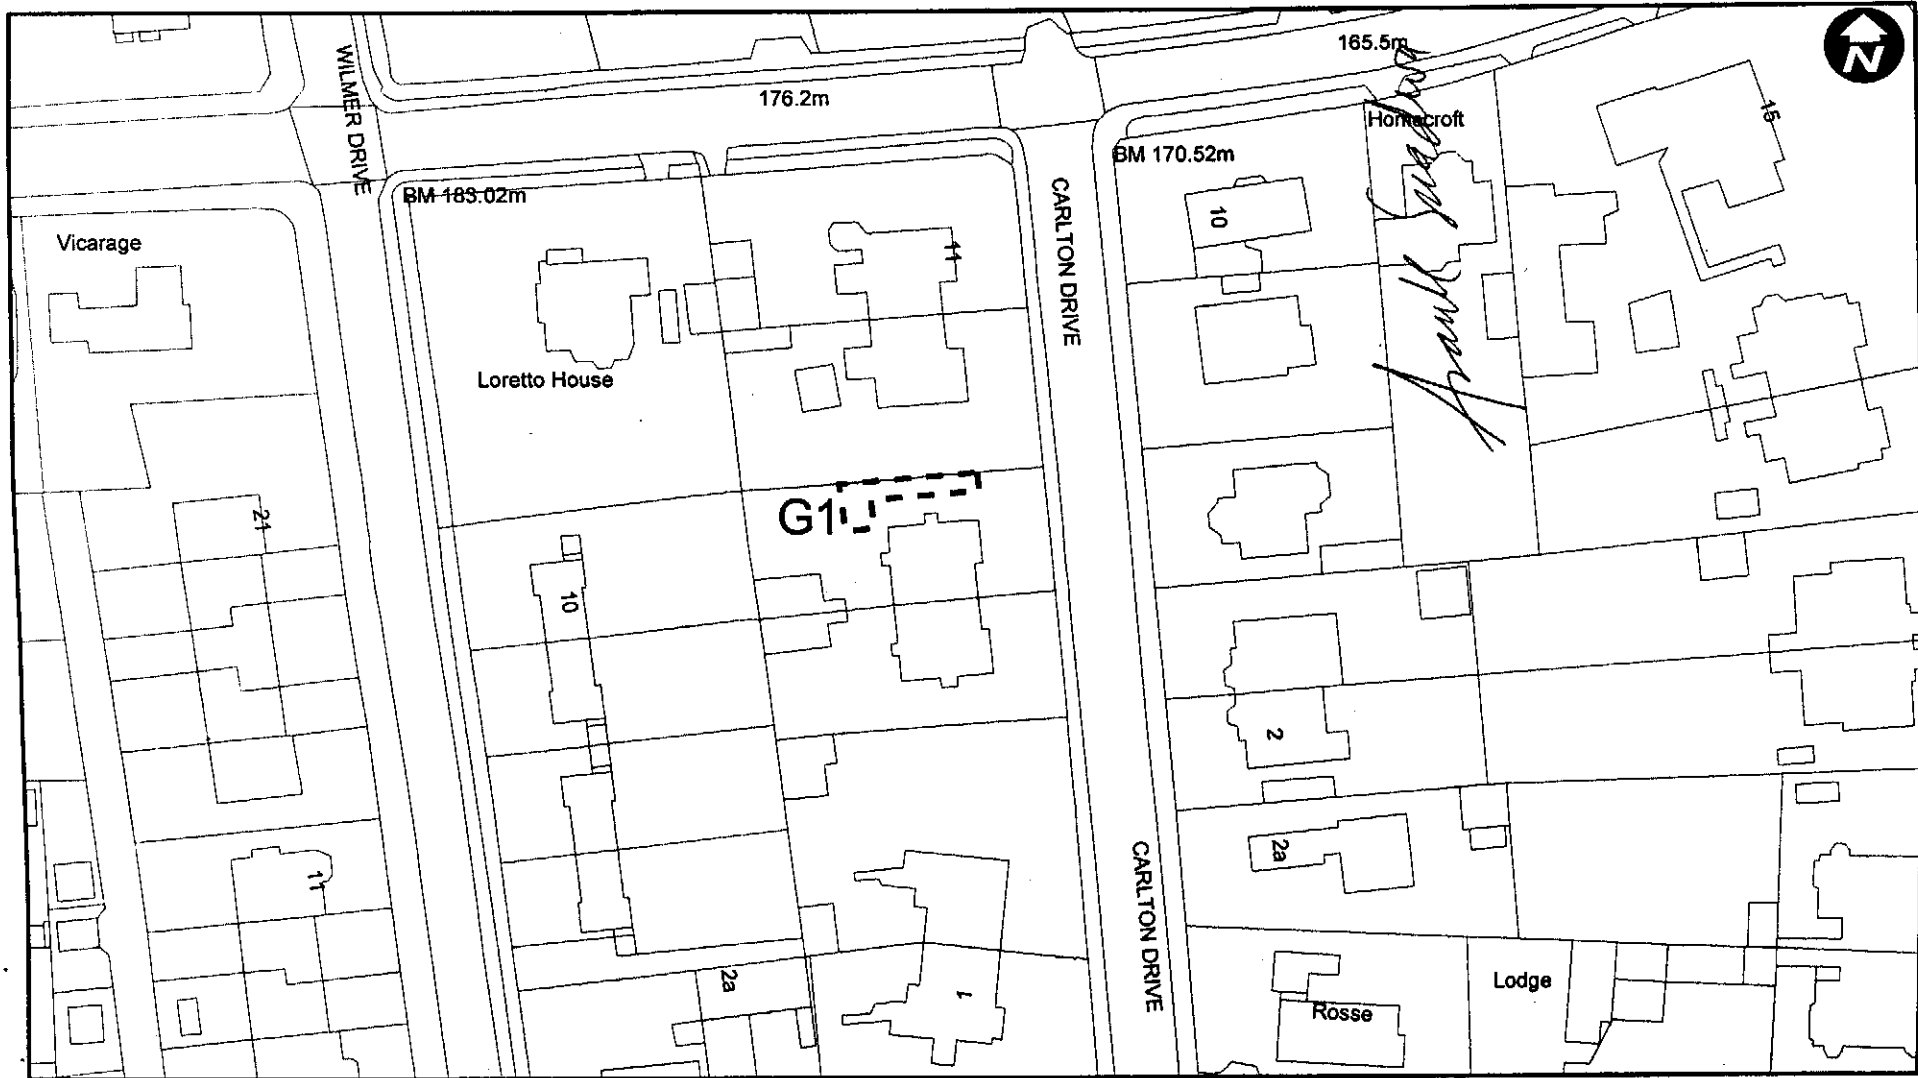 N
165.5m
WILMER DRIVE
176.2m
Homecroft
15
BM 170.52m
BM 183.02m
CARLTON DRIVE
10
Vicarage
11
Loretto House
21
G1
10
2
2a
11
CARLTON DRIVE
2a
1
Lodge
Rosse